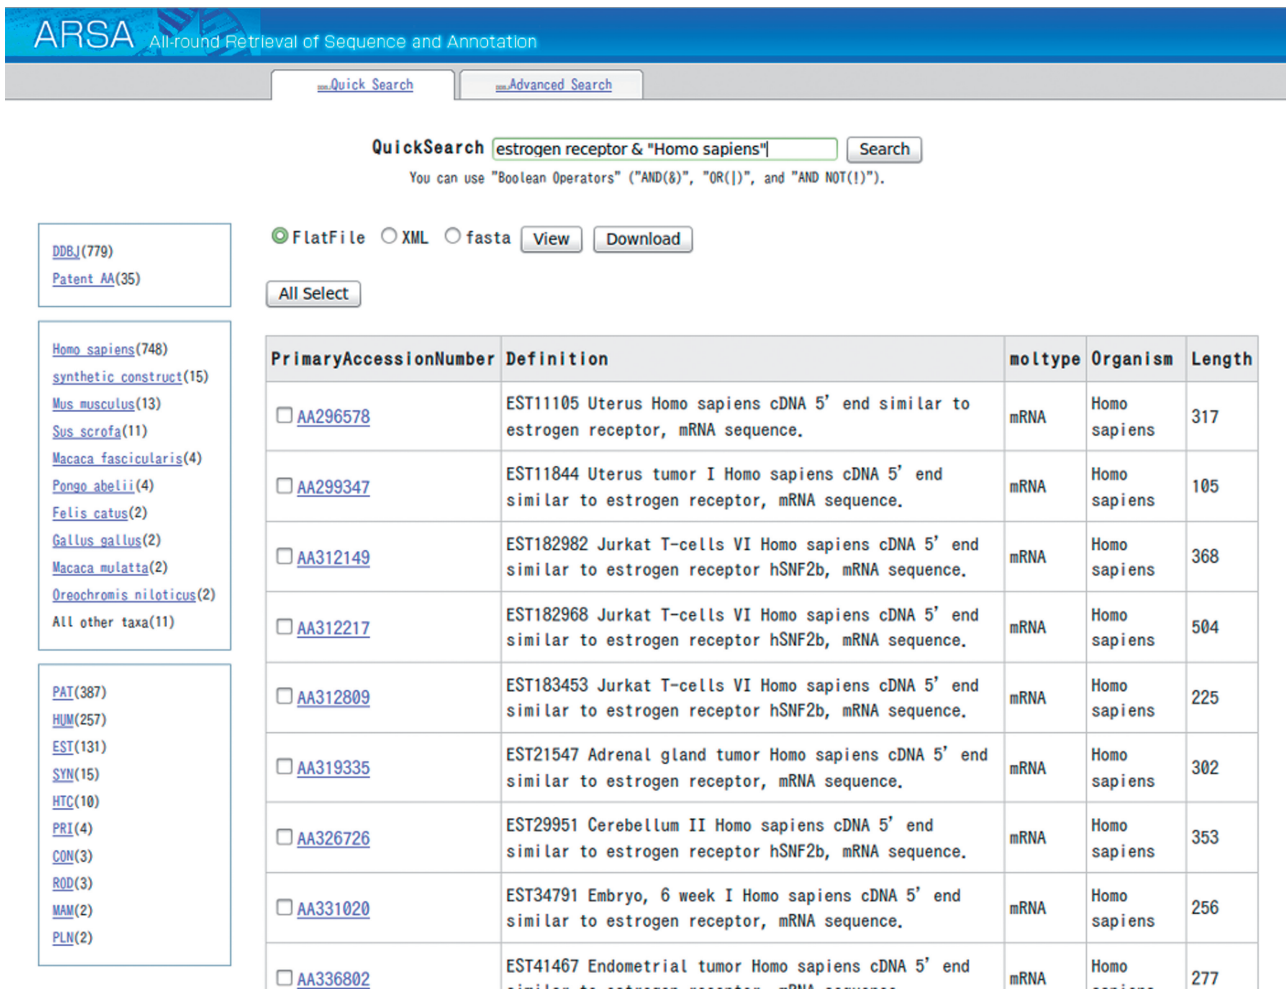 ARSA All-round Retrieval of Sequence and Annotation
Quick Search
Advanced Search
QuickSearch estrogen receptor & "Homo sapiens" Search
You can use "Boolean Operators" ("AND(&)", "OR(|)", and "AND NOT(!)").
DDBJ(779)
Patent AA(35)
Homo sapiens(748)
synthetic construct(15)
Mus musculus(13)
Sus scrofa(11)
Macaca fascicularis(4)
Pongo abelii(4)
Felis catus(2)
Gallus gallus(2)
Macaca mulatta(2)
Oreochromis niloticus(2)
All other taxa(11)
PAT(387)
HUM(257)
EST(131)
SYN(15)
HTC(10)
PRI(4)
CON(3)
ROD(3)
MAM(2)
PLN(2)
FlatFile XML fasta View Download
All Select
PrimaryAccessionNumber Definition moltype Organism Length
AA296578 EST11105 Uterus Homo sapiens cDNA 5' end similar to
estrogen receptor, mRNA sequence. mRNA Homo
sapiens 317
AA299347 EST11844 Uterus tumor I Homo sapiens cDNA 5' end
similar to estrogen receptor, mRNA sequence. mRNA Homo
sapiens 105
AA312149 EST182982 Jurkat T-cells VI Homo sapiens cDNA 5' end
similar to estrogen receptor hSNF2b, mRNA sequence. mRNA Homo
sapiens 368
AA312217 EST182968 Jurkat T-cells VI Homo sapiens cDNA 5' end
similar to estrogen receptor hSNF2b, mRNA sequence. mRNA Homo
sapiens 504
AA312809 EST183453 Jurkat T-cells VI Homo sapiens cDNA 5' end
similar to estrogen receptor hSNF2b, mRNA sequence. mRNA Homo
sapiens 225
AA319335 EST21547 Adrenal gland tumor Homo sapiens cDNA 5' end
similar to estrogen receptor, mRNA sequence. mRNA Homo
sapiens 302
AA326726 EST29951 Cerebellum II Homo sapiens cDNA 5' end
similar to estrogen receptor hSNF2b, mRNA sequence. mRNA Homo
sapiens 353
AA331020 EST34791 Embryo, 6 week I Homo sapiens cDNA 5' end
similar to estrogen receptor, mRNA sequence. mRNA Homo
sapiens 256
AA336802 EST41467 Endometrial tumor Homo sapiens cDNA 5' end
similar to estrogen receptor, mRNA sequence. mRNA Homo
sapiens 277